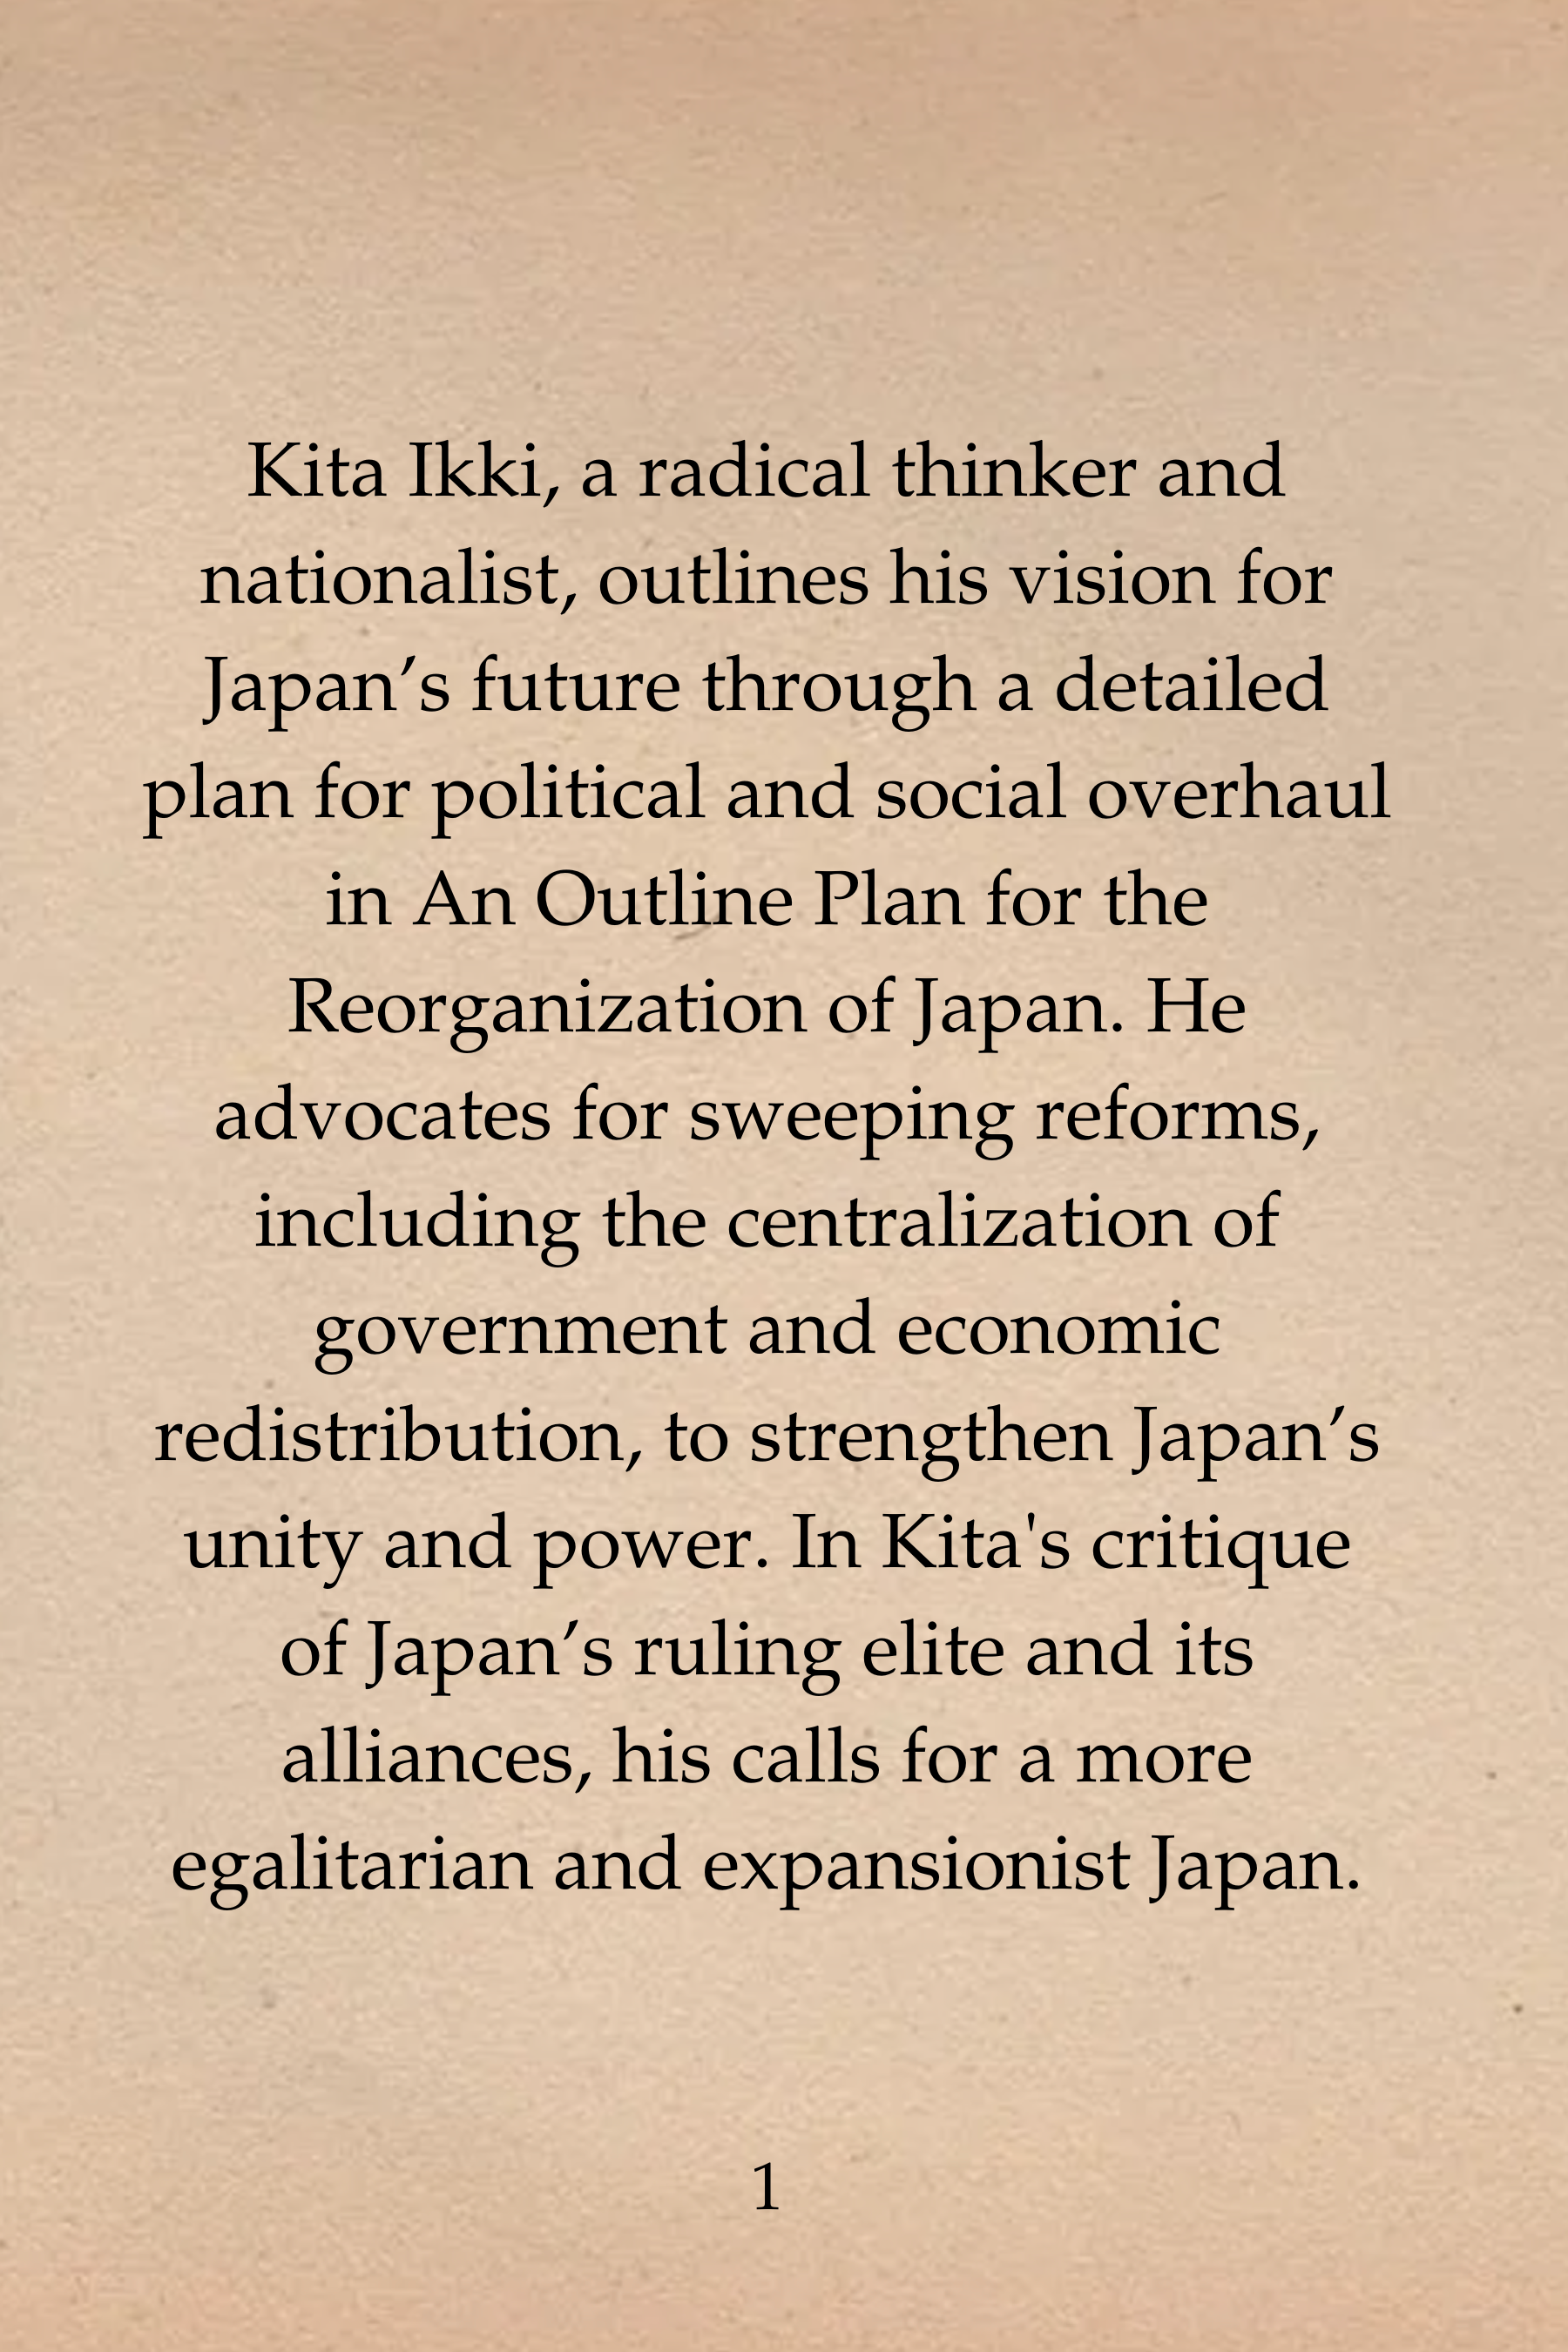 Kita Ikki, a radical thinker and
nationalist, outlines his vision for
Japan’s future through a detailed
plan for political and social overhaul
in An Outline Plan for the
Reorganization of Japan. He
advocates for sweeping reforms,
including the centralization of
government and economic
redistribution, to strengthen Japan’s
unity and power. In Kita's critique
of Japan’s ruling elite and its
alliances, his calls for a more
egalitarian and expansionist Japan.
1